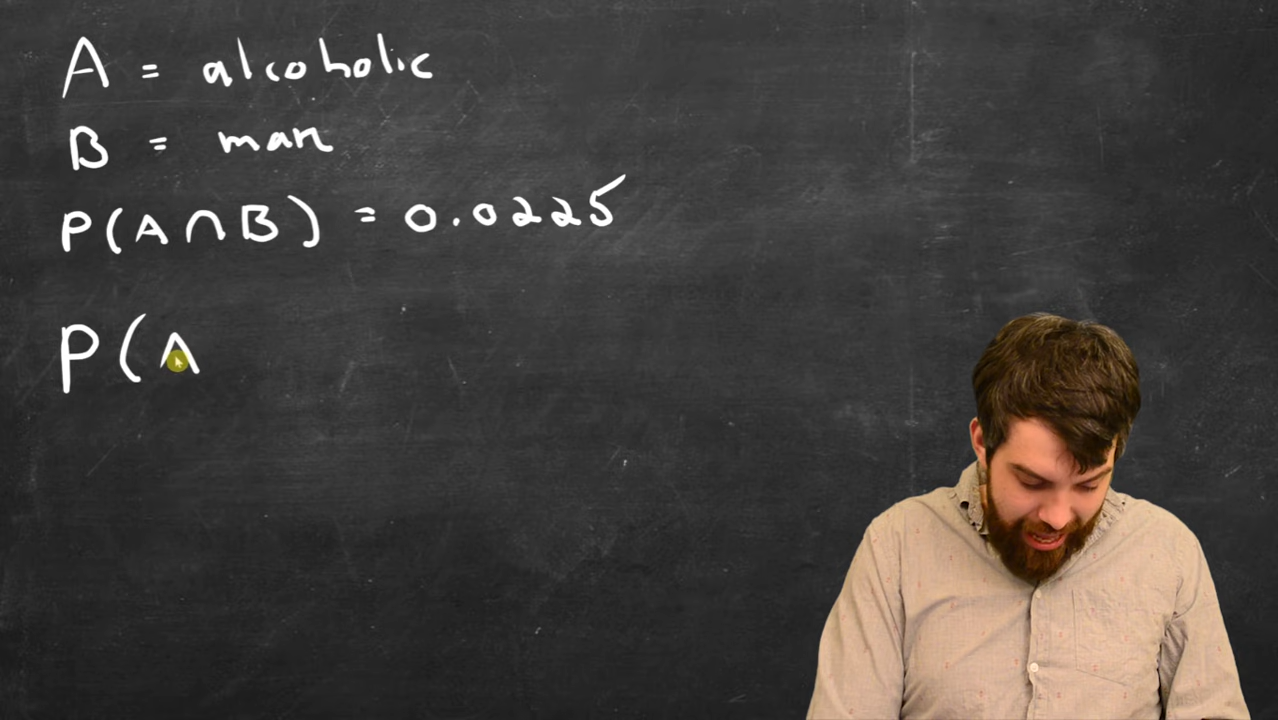 A = alcoholic
B = man
P(A∩B) = 0.0225
P(A